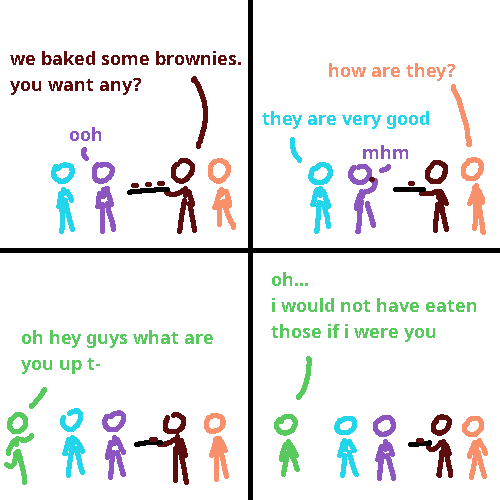 we baked some brownies.
you want any?
ooh
how are they?
they are very good
mhm
oh hey guys what are
you up t-
oh...
i would not have eaten
those if i were you